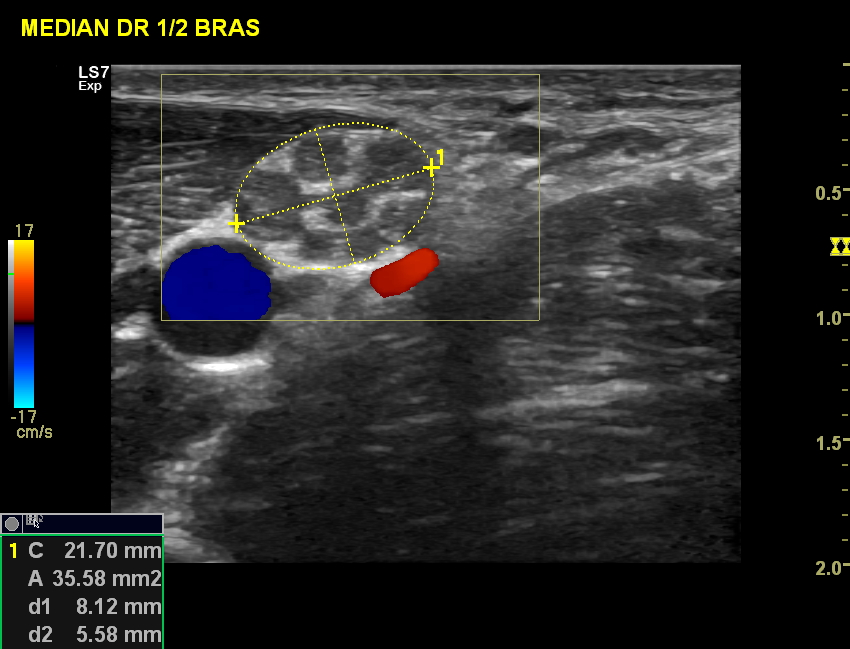 MEDIAN DR 1/2 BRAS
LS7
Exp
1
0.5
17
1.0
-17
cm/s
1.5
2.0
1 C 21.70 mm
A 35.58 mm2
d1 8.12 mm
d2 5.58 mm